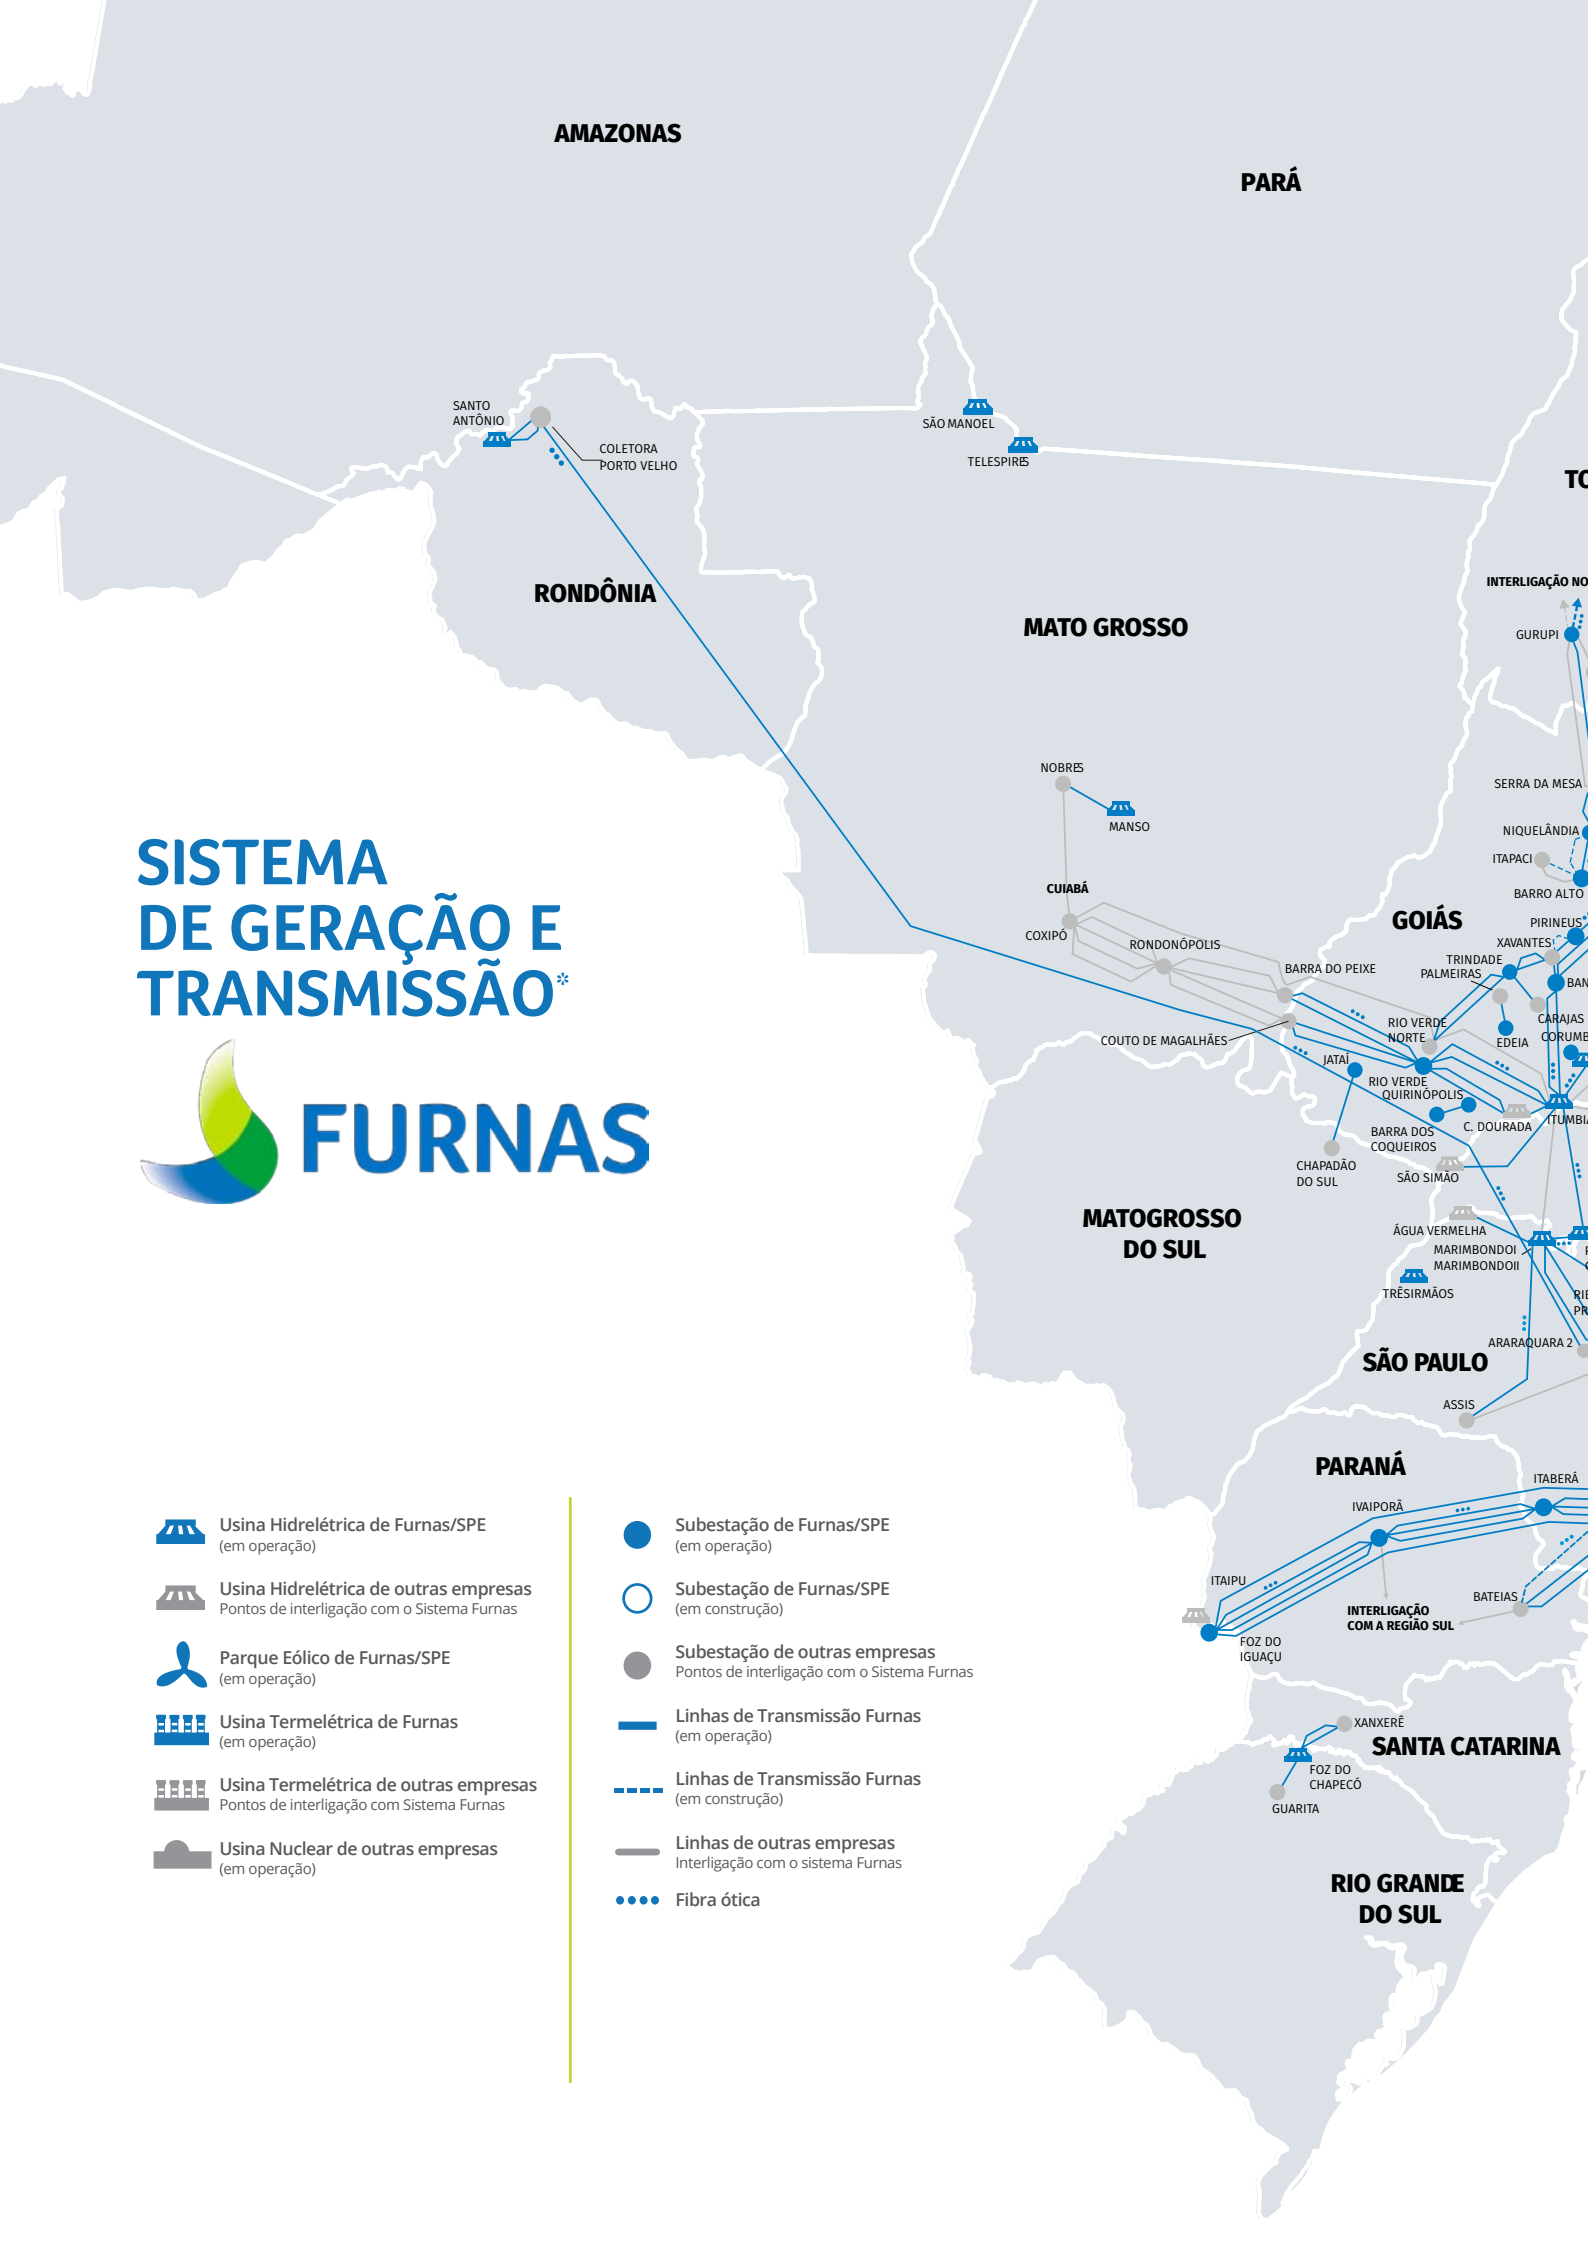 AMAZONAS
PARÁ
SANTO
ANTÔNIO
COLETORA
PORTO VELHO
SÃO MANOEL
TELESPIRES
TO
RONDÔNIA
MATO GROSSO
INTERLIGAÇÃO NO
GURUPI
NOBRES
MANSO
SERRA DA MESA
NIQUELÂNDIA
ITAPACI
BARRO ALTO
CUIABÁ
COXIPÓ
RONDONÓPOLIS
BARRA DO PEIXE
GOIÁS
PIRINEUS
XAVANTES
TRINDADE
PALMEIRAS
BAN
CARAJAS
CORUMB
EDEIA
RIO VERDE
NORTE
COUTO DE MAGALHÃES
JATAÍ
RIO VERDE
QUIRINÓPOLIS
BARRA DOS
COQUEIROS
C. DOURADA
ITUMBI
CHAPADÃO
DO SUL
SÃO SIMÃO
SISTEMA
DE GERAÇÃO E
TRANSMISSÃO*
FURNAS
MATOGROSSO
DO SUL
ÁGUA VERMELHA
MARIMBONDOI
MARIMBONDOII
TRÊSIRMÃOS
RIB
PR
ARARAQUARA 2
SÃO PAULO
ASSIS
PARANÁ
ITABERÁ
IVAIPORÃ
ITAIPU
BATEIAS
INTERLIGAÇÃO
COM A REGIÃO SUL
FOZ DO
IGUAÇU
XANXERÊ
SANTA CATARINA
FOZ DO
CHAPECÓ
GUARITA
RIO GRANDE
DO SUL
Usina Hidrelétrica de Furnas/SPE
(em operação)
Usina Hidrelétrica de outras empresas
Pontos de interligação com o Sistema Furnas
Parque Eólico de Furnas/SPE
(em operação)
Usina Termelétrica de Furnas
(em operação)
Usina Termelétrica de outras empresas
Pontos de interligação com Sistema Furnas
Usina Nuclear de outras empresas
(em operação)
Subestação de Furnas/SPE
(em operação)
Subestação de Furnas/SPE
(em construção)
Subestação de outras empresas
Pontos de interligação com o Sistema Furnas
Linhas de Transmissão Furnas
(em operação)
Linhas de Transmissão Furnas
(em construção)
Linhas de outras empresas
Interligação com o sistema Furnas
Fibra ótica